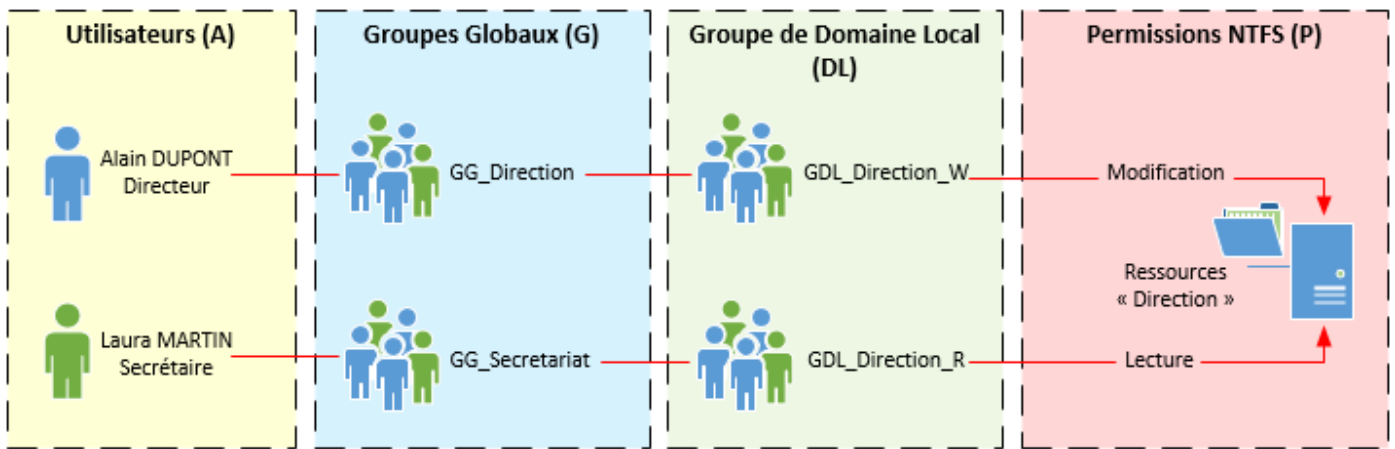 Utilisateurs (A)
Groupes Globaux (G)
Groupe de Domaine Local
(DL)
Permissions NTFS (P)
Alain DUPONT
Directeur
GG_Direction
GDL_Direction_W
Modification
Ressources
« Direction »
Laura MARTIN
Secrétaire
GG_Secretariat
GDL_Direction_R
Lecture